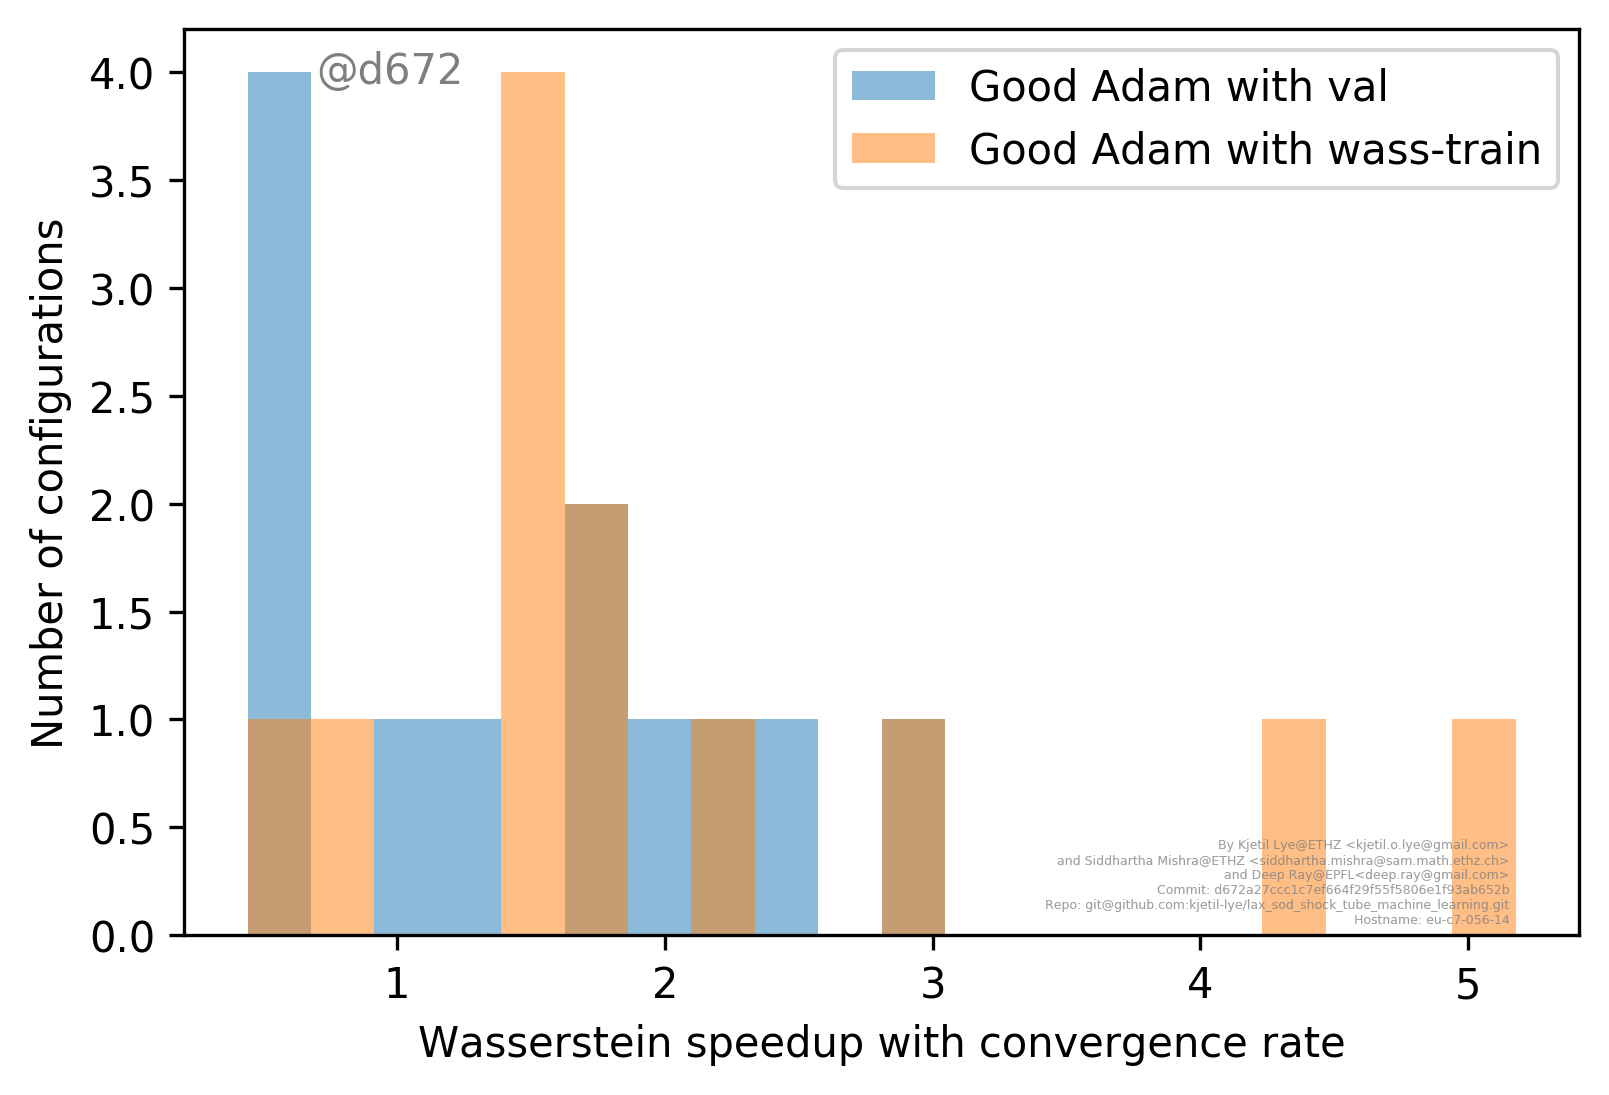 @d672
Good Adam with val
Good Adam with wass-train
4.0
3.5
3.0
2.5
2.0
1.5
1.0
0.5
0.0
Number of configurations
By Kjetil Lye@ETHZ <kjetil.o.lye@gmail.com>
and Siddhartha Mishra@ETHZ <siddhartha.mishra@sam.math.ethz.ch>
and Deep Ray@EPFL<deep.ray@gmail.com>
Commit: d672a27ccc1c7ef664f29f55f5806e1f93ab652b
Repo: git@github.com:kjetil-lye/lax_sod_shock_tube_machine_learning.git
Hostname: eu-c7-056-14
1 2 3 4 5
Wasserstein speedup with convergence rate